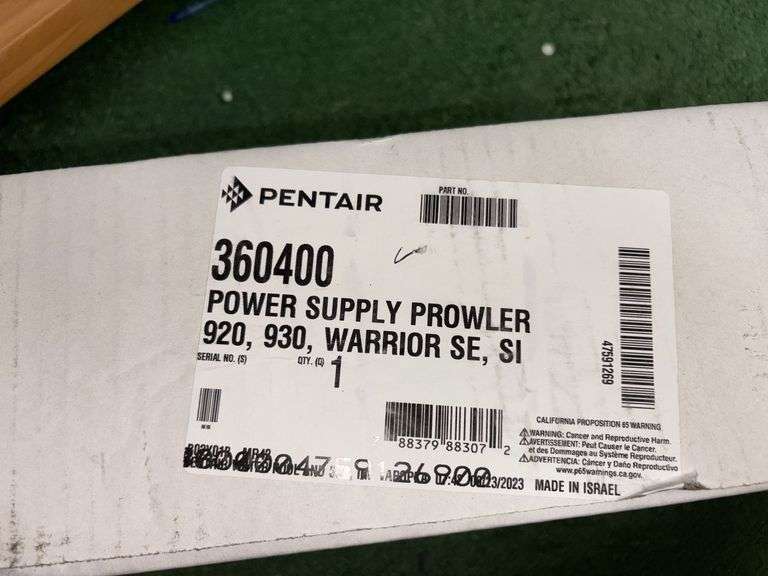 PENTAIR
PART NO.
360400
POWER SUPPLY PROWLER
920, 930, WARRIOR SE, SI
SERIAL NO. (S)
QTY. (Q) 1
47591269
88379 88307 2
CALIFORNIA PROPOSITION 65 WARNING
WARNING: Cancer and Reproductive Harm
AVERTISSEMENT: Peut Causer le Cancer,
et des Dommages au Système Reproducteur.
ADVERTENCIA: Cáncer y Daño Reproductivo
www.p65warnings.ca.gov.
MADE IN ISRAEL